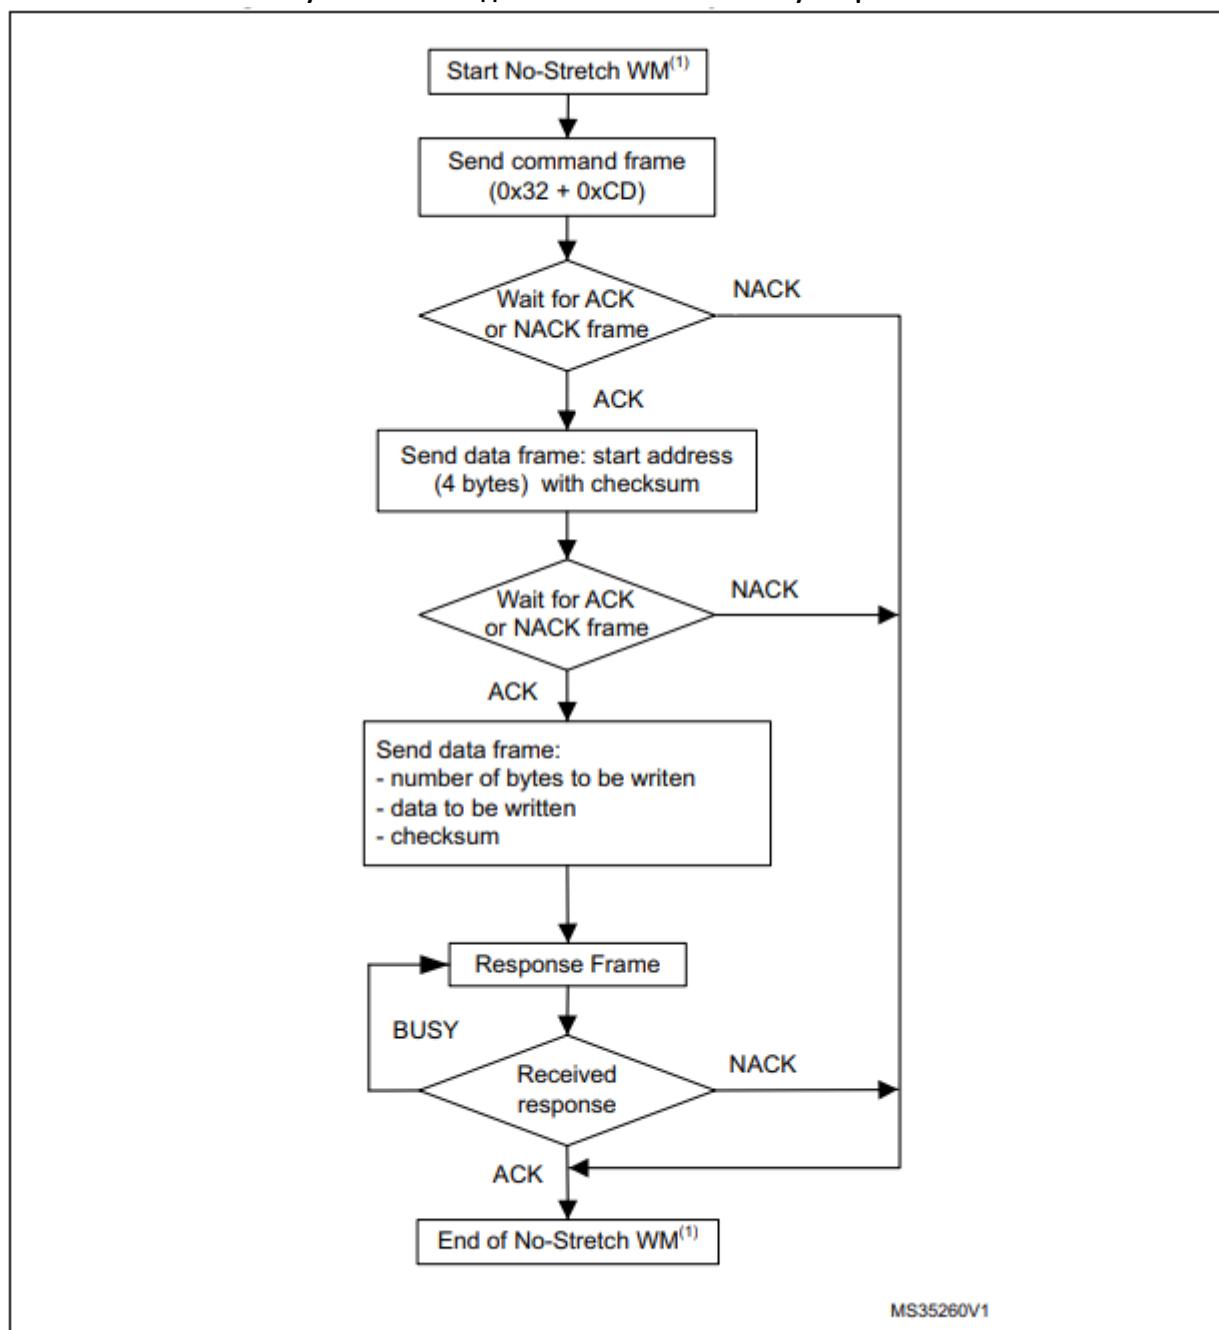 Start No-Stretch WM(1)
Send command frame
(0x32 + 0xCD)
Wait for ACK
or NACK frame
NACK
ACK
Send data frame: start address
(4 bytes) with checksum
Wait for ACK
or NACK frame
NACK
ACK
Send data frame:
- number of bytes to be writen
- data to be written
- checksum
Response Frame
BUSY
Received
response
NACK
ACK
End of No-Stretch WM(1)
MS35260V1